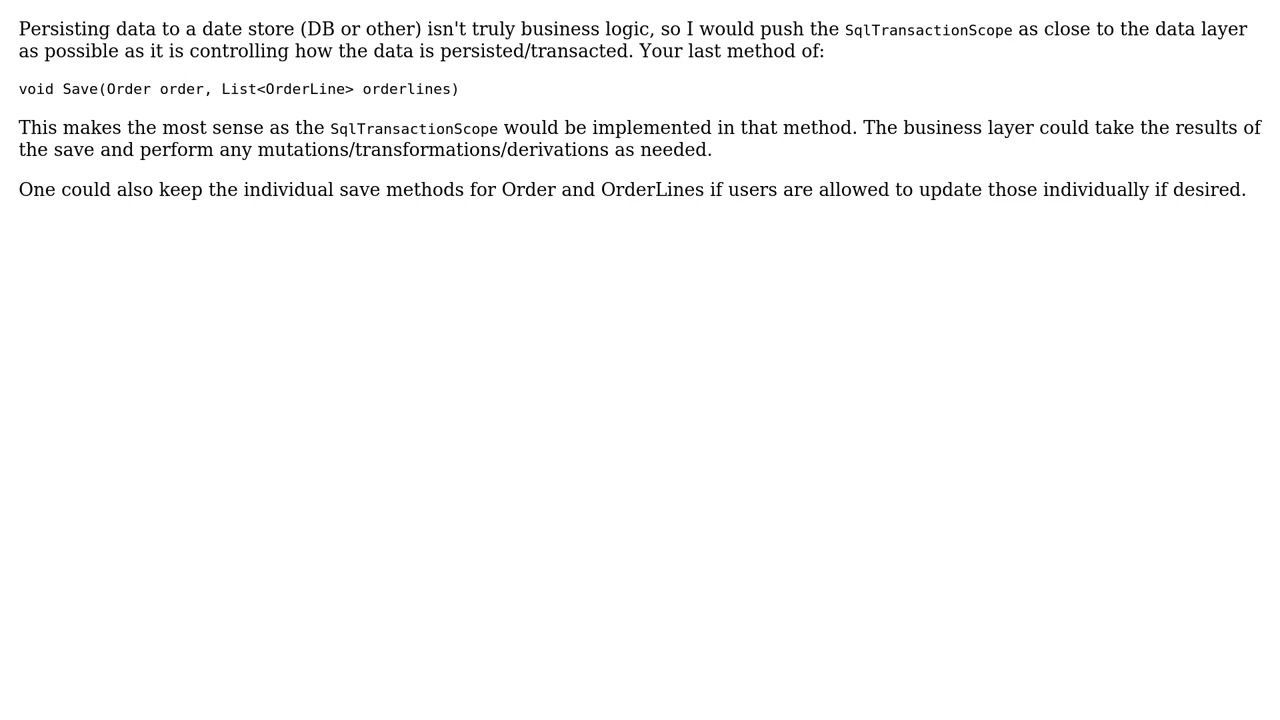 Persisting data to a date store (DB or other) isn't truly business logic, so I would push the SqlTransactionScope as close to the data layer
as possible as it is controlling how the data is persisted/transacted. Your last method of:
void Save(Order order, List<OrderLine> orderlines)
This makes the most sense as the SqlTransactionScope would be implemented in that method. The business layer could take the results of
the save and perform any mutations/transformations/derivations as needed.
One could also keep the individual save methods for Order and OrderLines if users are allowed to update those individually if desired.